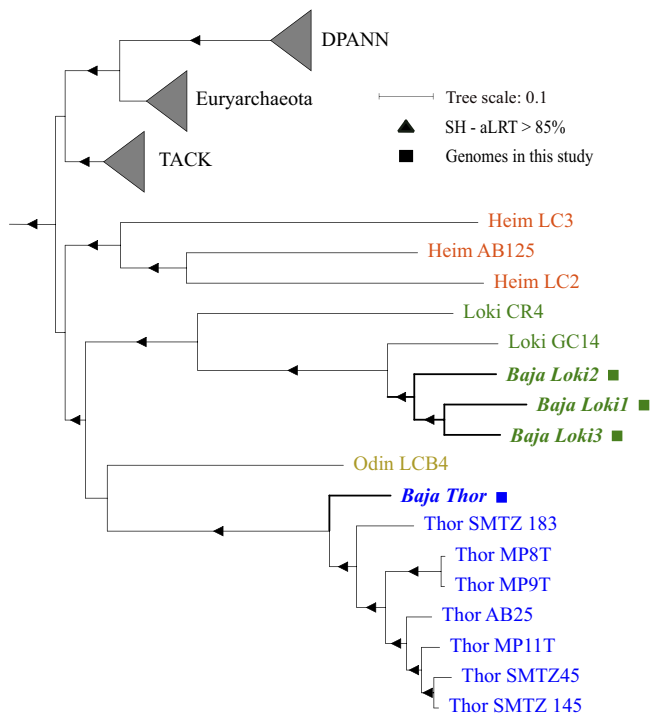 DPANN
Euryarchaeota
TACK
Tree scale: 0.1
SH - aLRT > 85%
Genomes in this study
Heim LC3
Heim AB125
Heim LC2
Loki CR4
Loki GC14
Baja Loki2
Baja Loki1
Baja Loki3
Odin LCB4
Baja Thor
Thor SMTZ 183
Thor MP8T
Thor MP9T
Thor AB25
Thor MP11T
Thor SMTZ45
Thor SMTZ 145